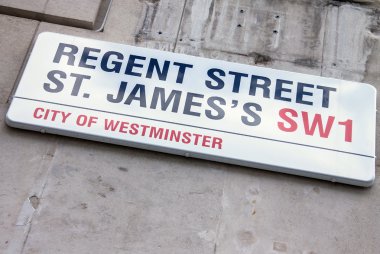 REGENT STREET
ST. JAMES'S SW1
CITY OF WESTMINSTER